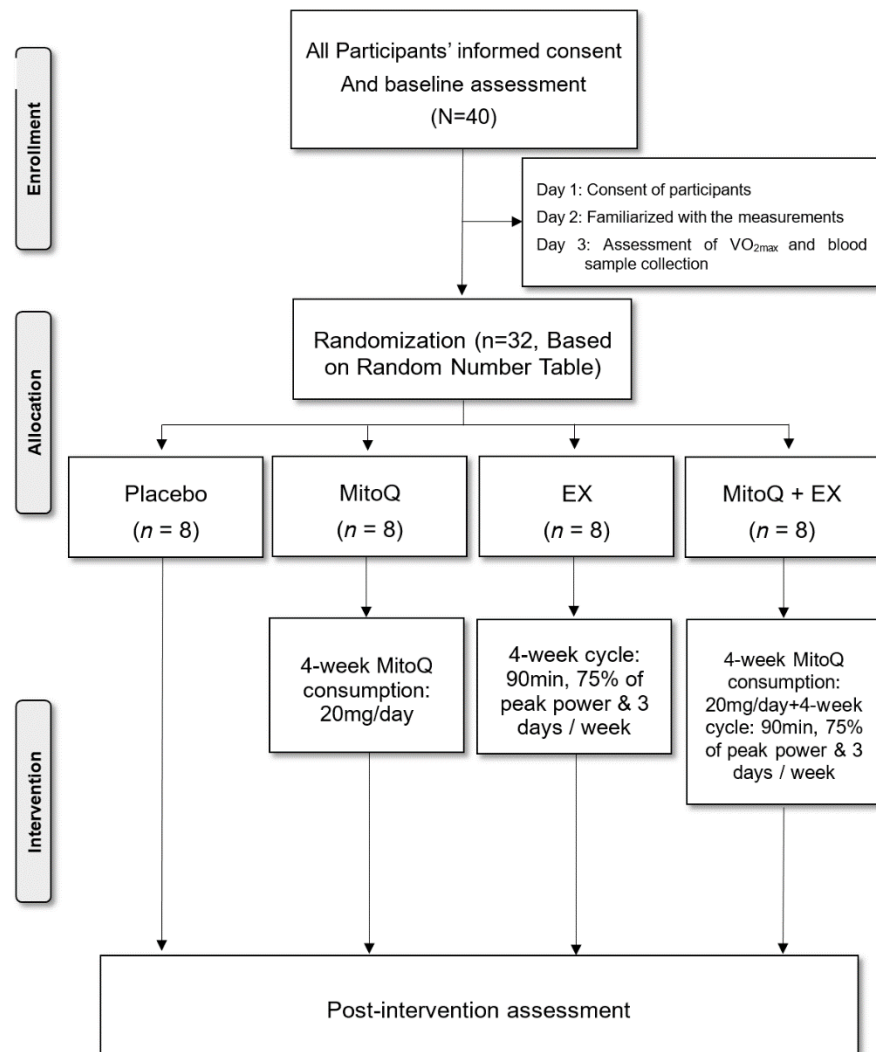 Enrollment
All Participants’ informed consent
And baseline assessment
(N=40)
Day 1: Consent of participants
Day 2: Familiarized with the measurements
Day 3: Assessment of VO2max and blood
sample collection
Allocation
Randomization (n=32, Based
on Random Number Table)
Placebo
(n = 8)
MitoQ
(n = 8)
EX
(n = 8)
MitoQ + EX
(n = 8)
Intervention
4-week MitoQ
consumption:
20mg/day
4-week cycle:
90min, 75% of
peak power & 3
days / week
4-week MitoQ
consumption:
20mg/day+4-week
cycle: 90min, 75%
of peak power & 3
days / week
Post-intervention assessment